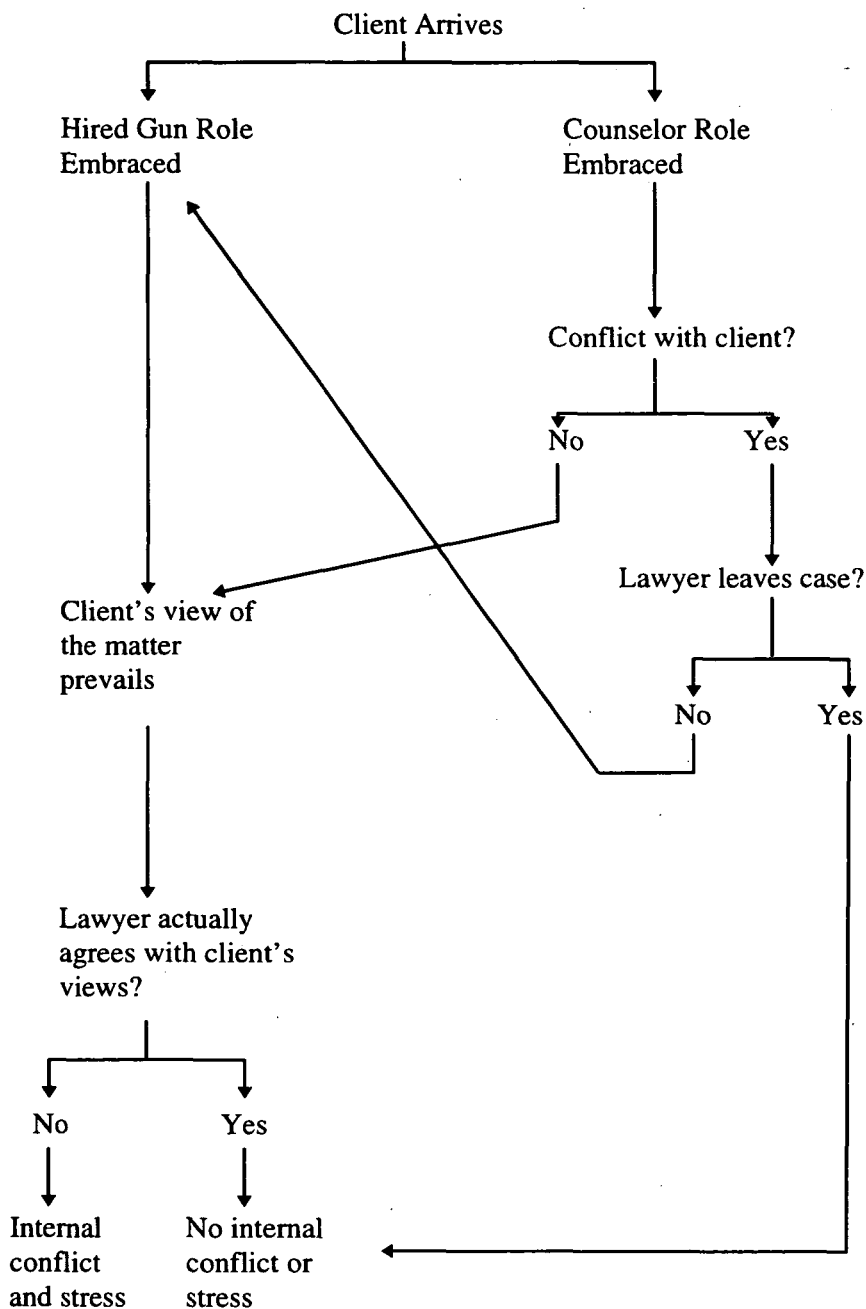 Client Arrives
Hired Gun Role
Embraced
Counselor Role
Embraced
Conflict with client?
No
Yes
Lawyer leaves case?
Client's view of
the matter
prevails
No
Yes
Lawyer actually
agrees with client's
views?
No
Yes
Internal
conflict
and stress
No internal
conflict or
stress